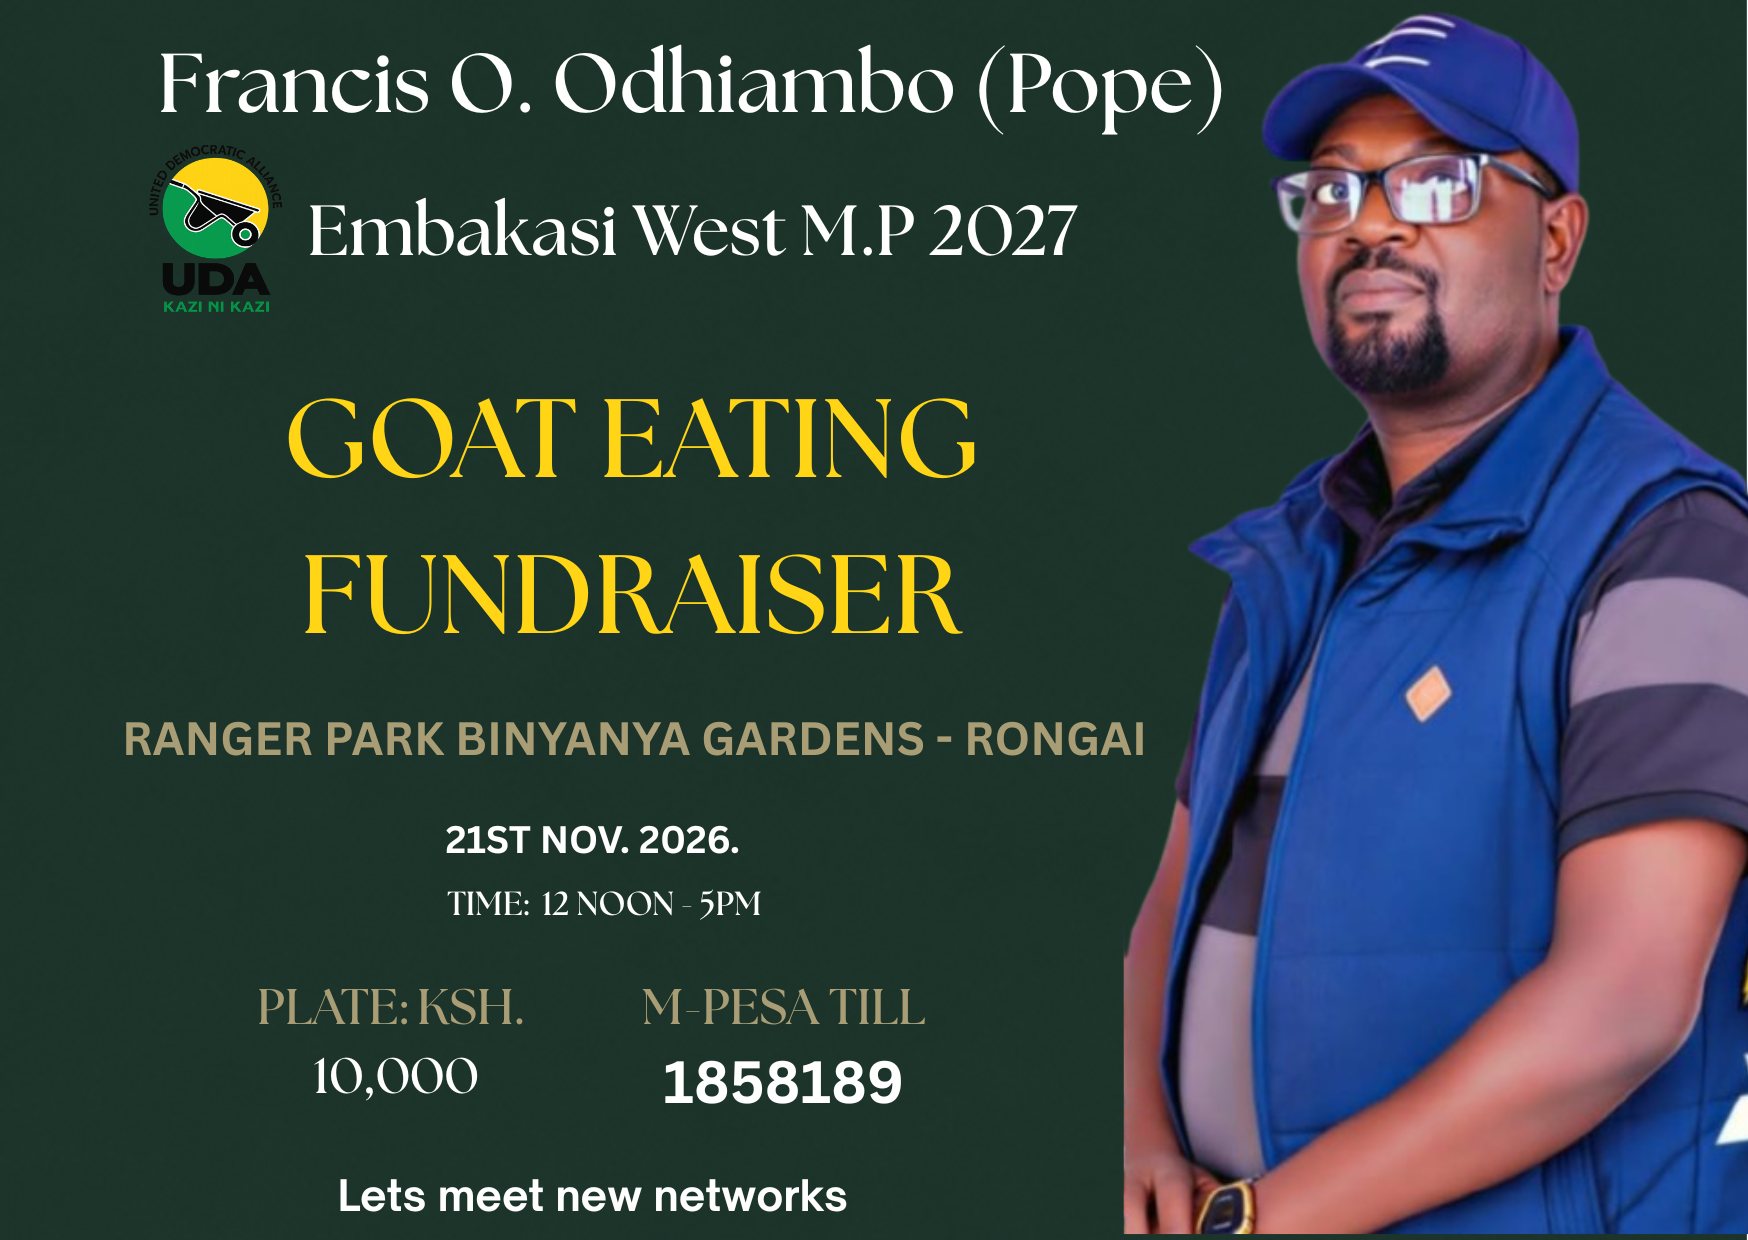 Francis O. Odhiambo (Pope)
UNITED DEMOCRATIC ALLIANCE
UDA
KAZI NI KAZI
Embakasi West M.P 2027
GOAT EATING
FUNDRAISER
RANGER PARK BINYANYA GARDENS - RONGAI
21ST NOV. 2026.
TIME: 12 NOON - 5PM
PLATE: KSH.
10,000
M-PESA TILL
1858189
Lets meet new networks